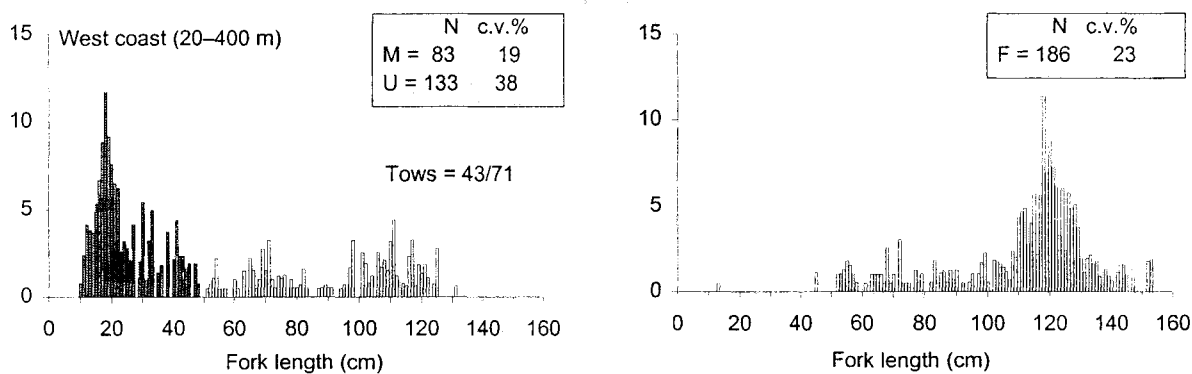 West coast (20–400 m)
N c.v.%
M = 83 19
U = 133 38
Tows = 43/71
15
10
5
0
0 20 40 60 80 100 120 140 160
Fork length (cm)
N c.v.%
F = 186 23
15
10
5
0
0 20 40 60 80 100 120 140 160
Fork length (cm)